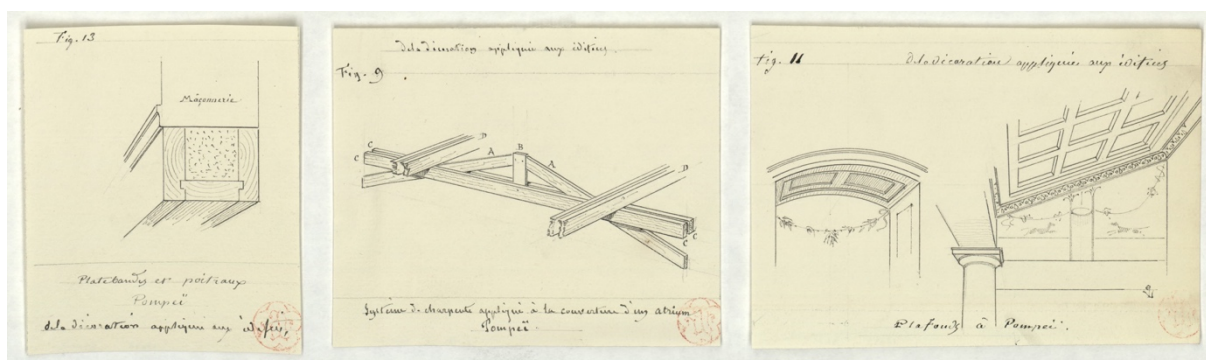 Fig. 13
Maçonnerie
Platebandes et poitraux
Pompeï
de la décoration appliquée aux édifices.
de la décoration appliquée aux édifices.
Fig. 9
C
C
D
A
B
A
D
C
C
Système de charpente appliqué à la couverture d'un atrium
Pompeï.
Fig. 11
de la décoration appliquée aux édifices
Plafonds à Pompeï.